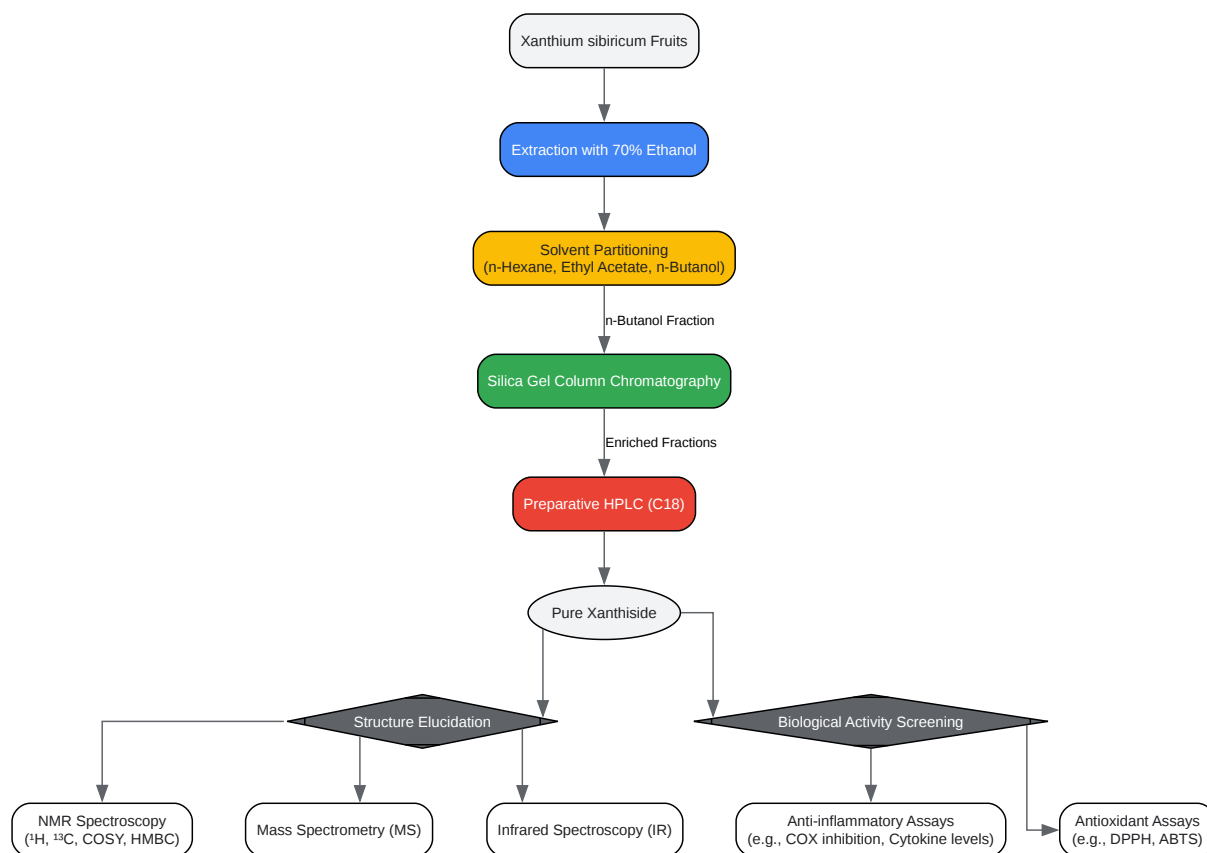 Xanthium sibiricum Fruits
Extraction with 70% Ethanol
Solvent Partitioning
(n-Hexane, Ethyl Acetate, n-Butanol)
n-Butanol Fraction
Silica Gel Column Chromatography
Enriched Fractions
Preparative HPLC (C18)
Pure Xanthiside
Structure Elucidation
Biological Activity Screening
NMR Spectroscopy
(¹H, ¹³C, COSY, HMBC)
Mass Spectrometry (MS)
Infrared Spectroscopy (IR)
Anti-inflammatory Assays
(e.g., COX inhibition, Cytokine levels)
Antioxidant Assays
(e.g., DPPH, ABTS)